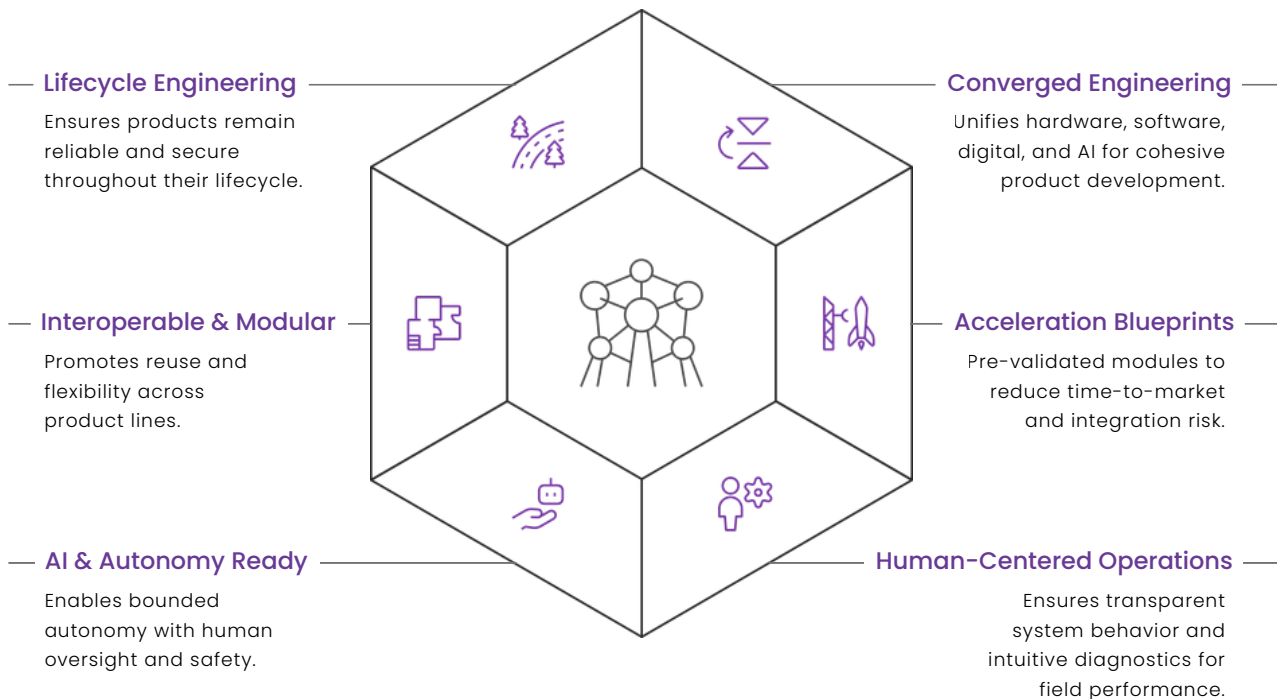 Lifecycle Engineering
Ensures products remain
reliable and secure
throughout their lifecycle.
Converged Engineering
Unifies hardware, software,
digital, and AI for cohesive
product development.
Interoperable & Modular
Promotes reuse and
flexibility across
product lines.
Acceleration Blueprints
Pre-validated modules to
reduce time-to-market
and integration risk.
AI & Autonomy Ready
Enables bounded
autonomy with human
oversight and safety.
Human-Centered Operations
Ensures transparent
system behavior and
intuitive diagnostics for
field performance.